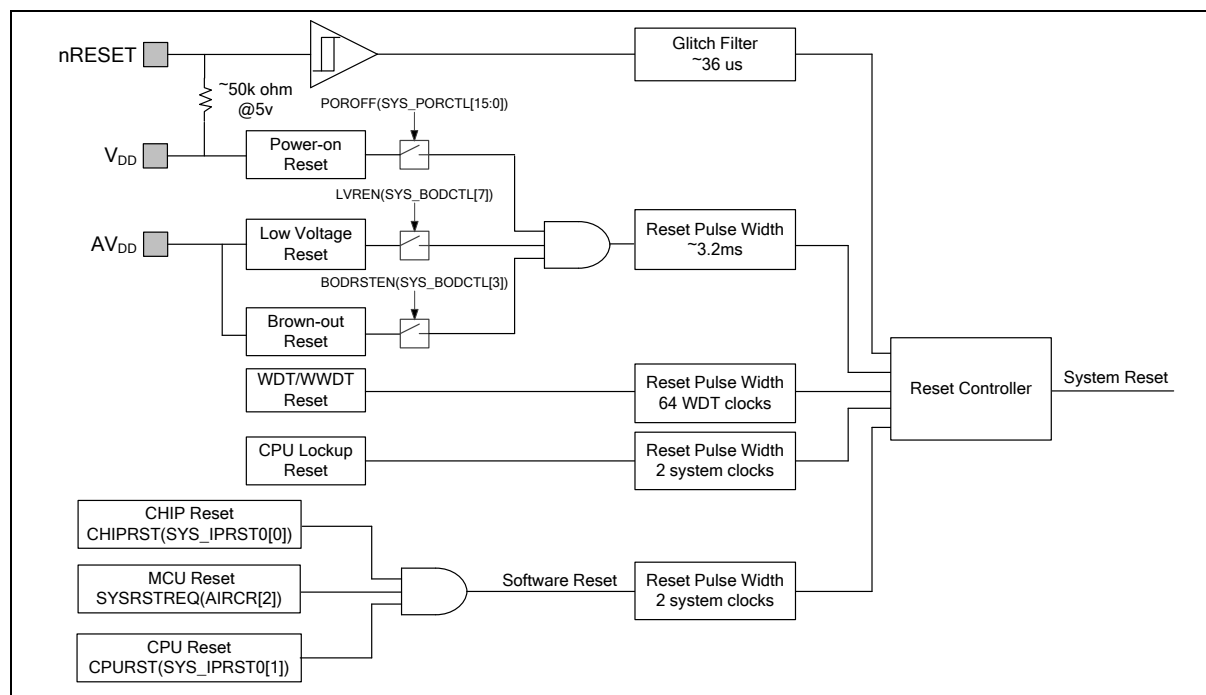 nRESET
Glitch Filter
~36 us
~50k ohm
@5v
POROFF(SYS_PORCTL[15:0])
VDD
Power-on
Reset
LVREN(SYS_BODCTL[7])
AVDD
Low Voltage
Reset
Reset Pulse Width
~3.2ms
BODRSTEN(SYS_BODCTL[3])
Brown-out
Reset
WDT/WWDT
Reset
Reset Pulse Width
64 WDT clocks
Reset Controller
System Reset
CPU Lockup
Reset
Reset Pulse Width
2 system clocks
CHIP Reset
CHIPRST(SYS_IPRST0[0])
MCU Reset
SYSRSTREQ(AIRCR[2])
Software Reset
Reset Pulse Width
2 system clocks
CPU Reset
CPURST(SYS_IPRST0[1])